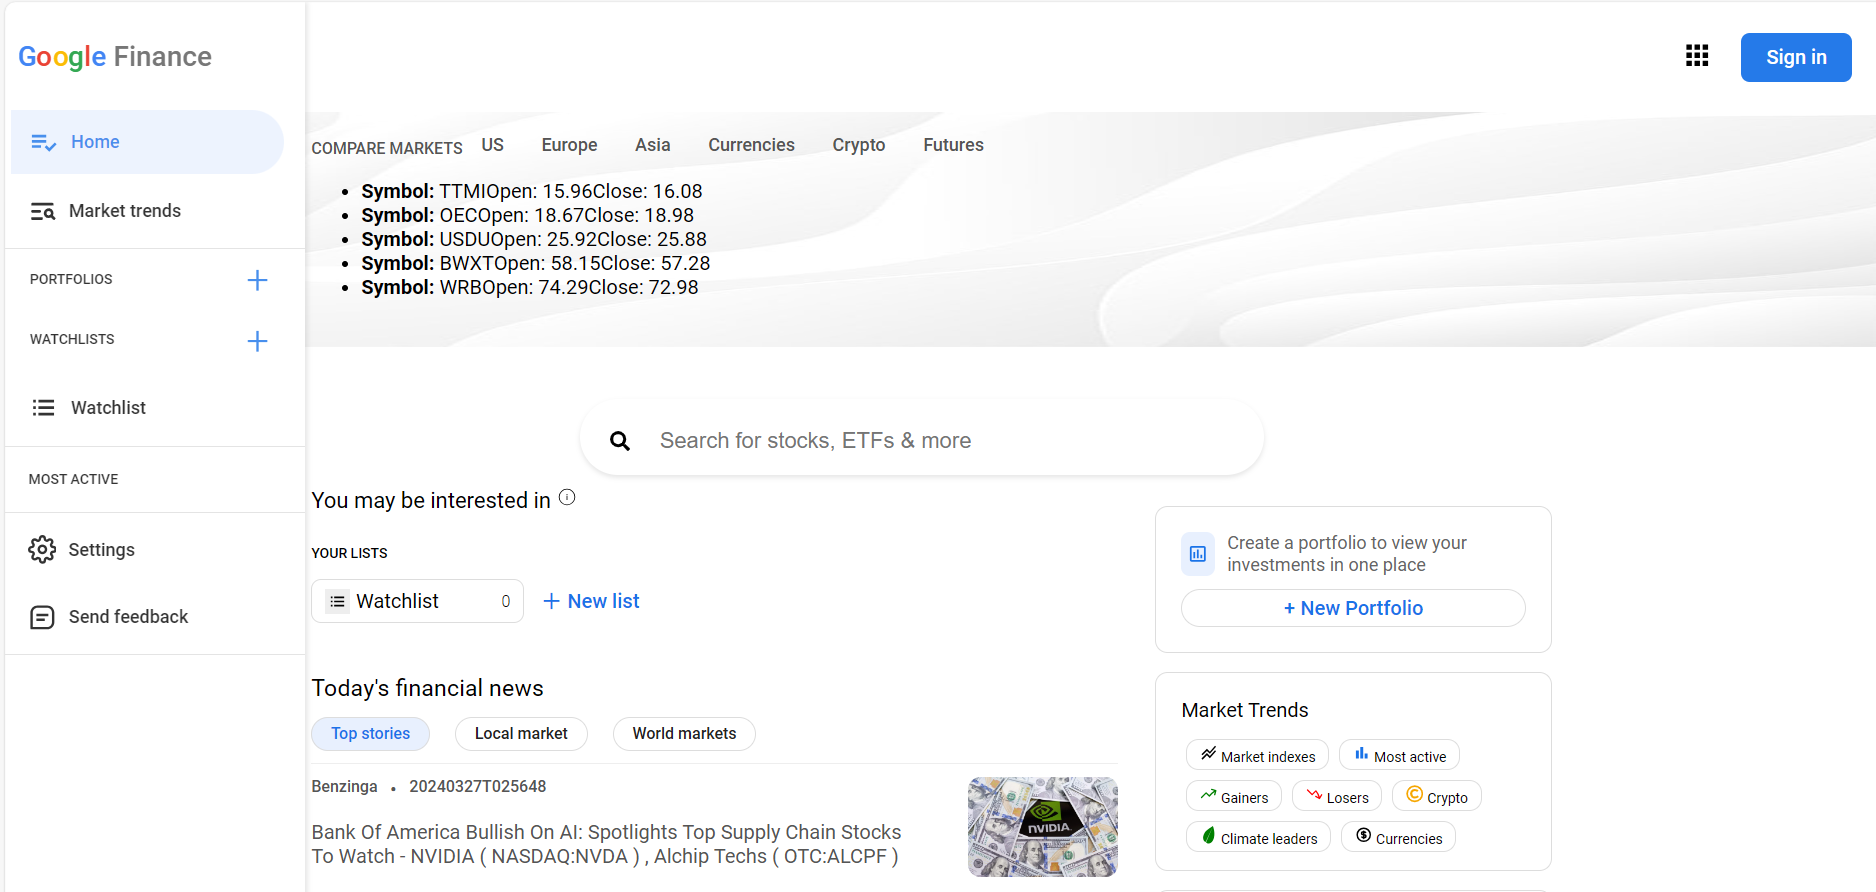 Google Finance
Sign in
Home
Market trends
PORTFOLIOS
WATCHLISTS
Watchlist
MOST ACTIVE
Settings
Send feedback
COMPARE MARKETS US Europe Asia Currencies Crypto Futures
Symbol: TTMIOpen: 15.96Close: 16.08
Symbol: OECOpen: 18.67Close: 18.98
Symbol: USDUOpen: 25.92Close: 25.88
Symbol: BWXTOpen: 58.15Close: 57.28
Symbol: WRBOpen: 74.29Close: 72.98
Search for stocks, ETFs & more
You may be interested in
YOUR LISTS
Watchlist 0 + New list
Today's financial news
Top stories Local market World markets
Benzinga • 20240327T025648
Bank Of America Bullish On AI: Spotlights Top Supply Chain Stocks
To Watch - NVIDIA ( NASDAQ:NVDA ) , Alchip Techs ( OTC:ALCPF )
NVIDIA
Create a portfolio to view your
investments in one place
+ New Portfolio
Market Trends
Market indexes Most active
Gainers Losers Crypto
Climate leaders Currencies